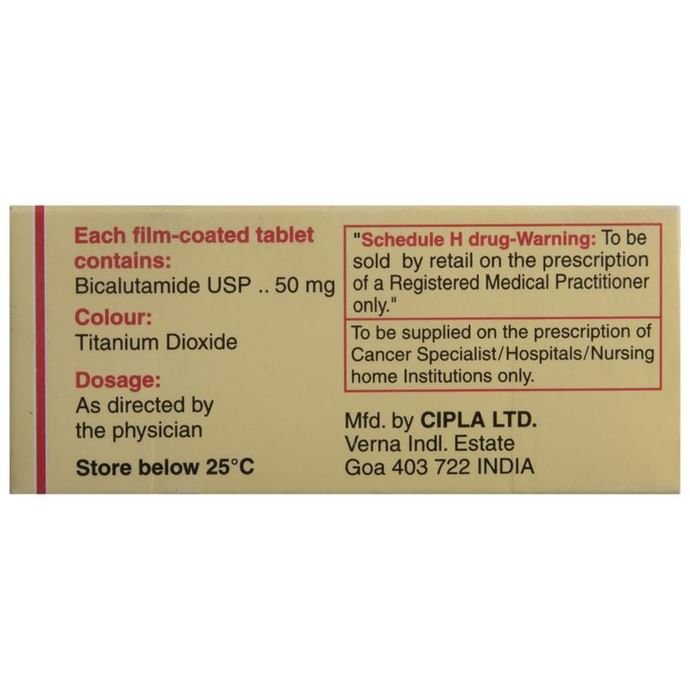 Each film-coated tablet
contains:
Bicalutamide USP .. 50 mg
Colour:
Titanium Dioxide
Dosage:
As directed by
the physician
Store below 25°C
"Schedule H drug-Warning: To be
sold by retail on the prescription
of a Registered Medical Practitioner
only."
To be supplied on the prescription of
Cancer Specialist/Hospitals/Nursing
home Institutions only.
Mfd. by CIPLA LTD.
Verna Indl. Estate
Goa 403 722 INDIA